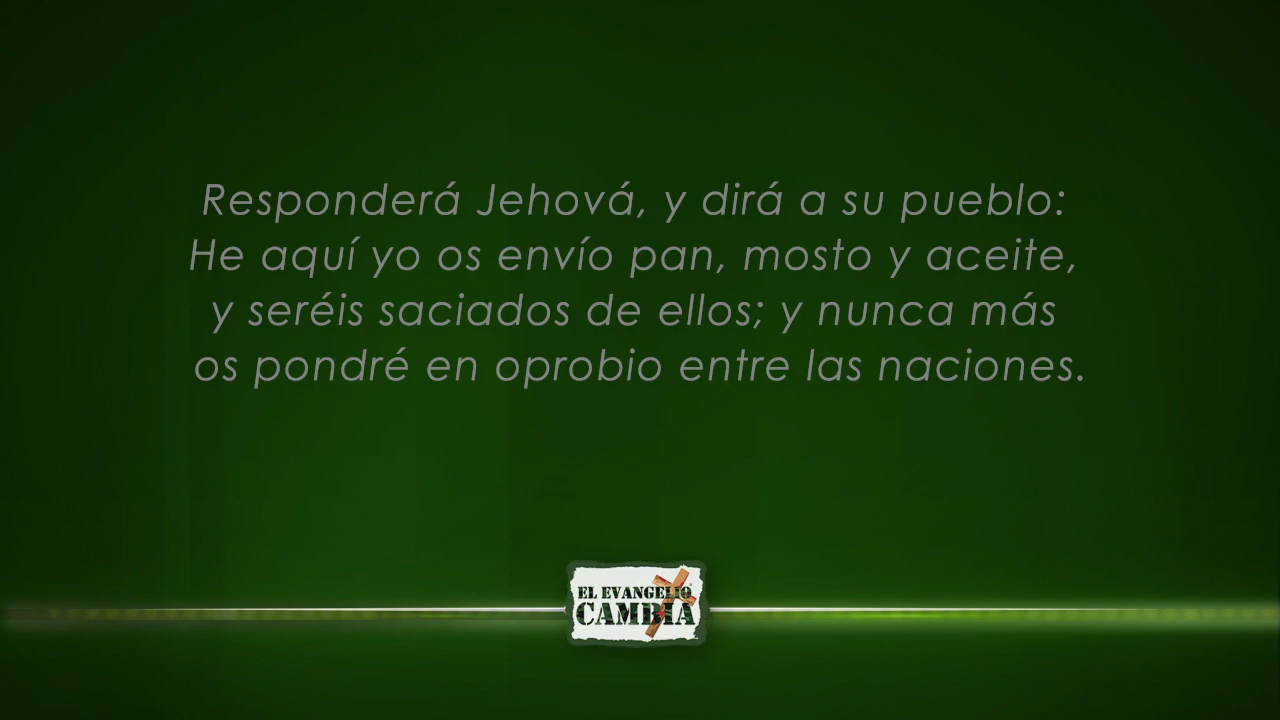 Responderá Jehová, y dirá a su pueblo:
He aquí yo os envío pan, mosto y aceite,
y seréis saciados de ellos; y nunca más
os pondré en oprobio entre las naciones.
EL EVANGELIO
CAMBIA